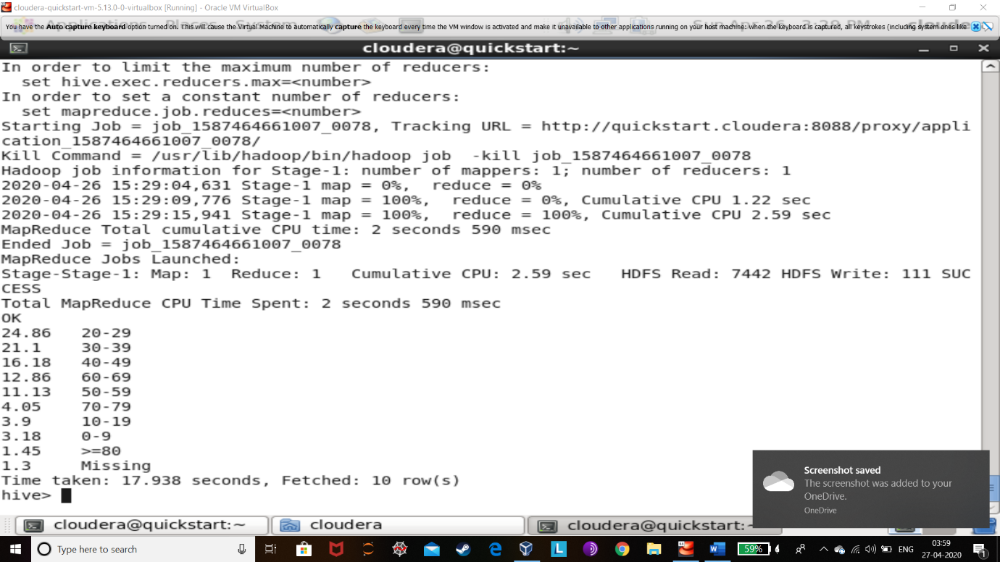 cloudera-quickstart-vm-5.13.0-0-virtualbox [Running] - Oracle VM VirtualBox
You have the Auto capture keyboard option turned on. This will cause the Virtual Machine to automatically capture the keyboard every time the VM window is activated and make it unavailable to other applications running on your host machine: when the keyboard is captured, all keystrokes (including system ones like
cloudera@quickstart:~
In order to limit the maximum number of reducers:
  set hive.exec.reducers.max=<number>
In order to set a constant number of reducers:
  set mapreduce.job.reduces=<number>
Starting Job = job_1587464661007_0078, Tracking URL = http://quickstart.cloudera:8088/proxy/appli
cation_1587464661007_0078/
Kill Command = /usr/lib/hadoop/bin/hadoop job  -kill job_1587464661007_0078
Hadoop job information for Stage-1: number of mappers: 1; number of reducers: 1
2020-04-26 15:29:04,631 Stage-1 map = 0%,  reduce = 0%
2020-04-26 15:29:09,776 Stage-1 map = 100%,  reduce = 0%, Cumulative CPU 1.22 sec
2020-04-26 15:29:15,941 Stage-1 map = 100%,  reduce = 100%, Cumulative CPU 2.59 sec
MapReduce Total cumulative CPU time: 2 seconds 590 msec
Ended Job = job_1587464661007_0078
MapReduce Jobs Launched:
Stage-Stage-1: Map: 1  Reduce: 1   Cumulative CPU: 2.59 sec   HDFS Read: 7442 HDFS Write: 111 SUC
CESS
Total MapReduce CPU Time Spent: 2 seconds 590 msec
OK
24.86	20-29
21.1	30-39
16.18	40-49
12.86	60-69
11.13	50-59
4.05	70-79
3.9	10-19
3.18	0-9
1.45	>=80
1.3	Missing
Time taken: 17.938 seconds, Fetched: 10 row(s)
hive>
Screenshot saved
The screenshot was added to your
OneDrive.
OneDrive
cloudera@quickstart:~
cloudera
cloudera@quickstart:~
Type here to search
59%
ENG
03:59
27-04-2020
1